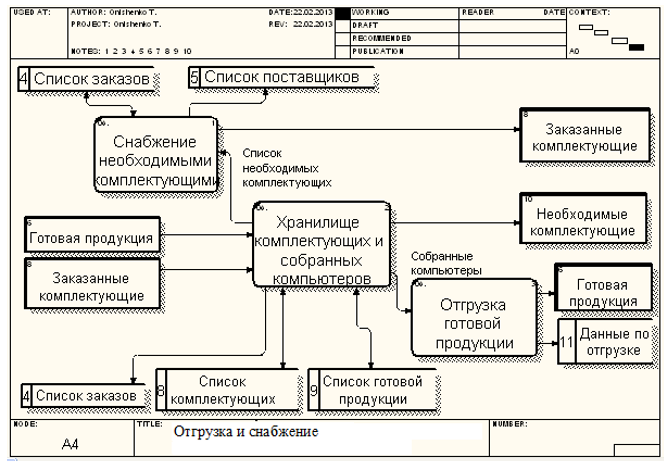 USED AT:
AUTHOR: Onishenko T.
DATE: 22.02.2013
WORKING
READER
DATE
CONTEXT:
PROJECT: Onishenko T.
REV: 22.02.2013
DRAFT
RECOMMENDED
NOTES: 1 2 3 4 5 6 7 8 9 10
PUBLICATION
A0
4 Список заказов
5 Список поставщиков
Снабжение
необходимыми
комплектующими
8
Заказанные
комплектующие
Список
необходимых
комплектующих
10
Необходимые
комплектующие
6
Готовая продукция
Хранилище
комплектующих и
собранных
компьютеров
Заказанные
комплектующие
Собранные
компьютеры
Отгрузка
готовой
продукции
Готовая
продукция
11
Данные по
отгрузке
4 Список заказов
8
Список
комплектующих
9
Список готовой
продукции
NODE:
TITLE:
NUMBER:
A4
Отгрузка и снабжение